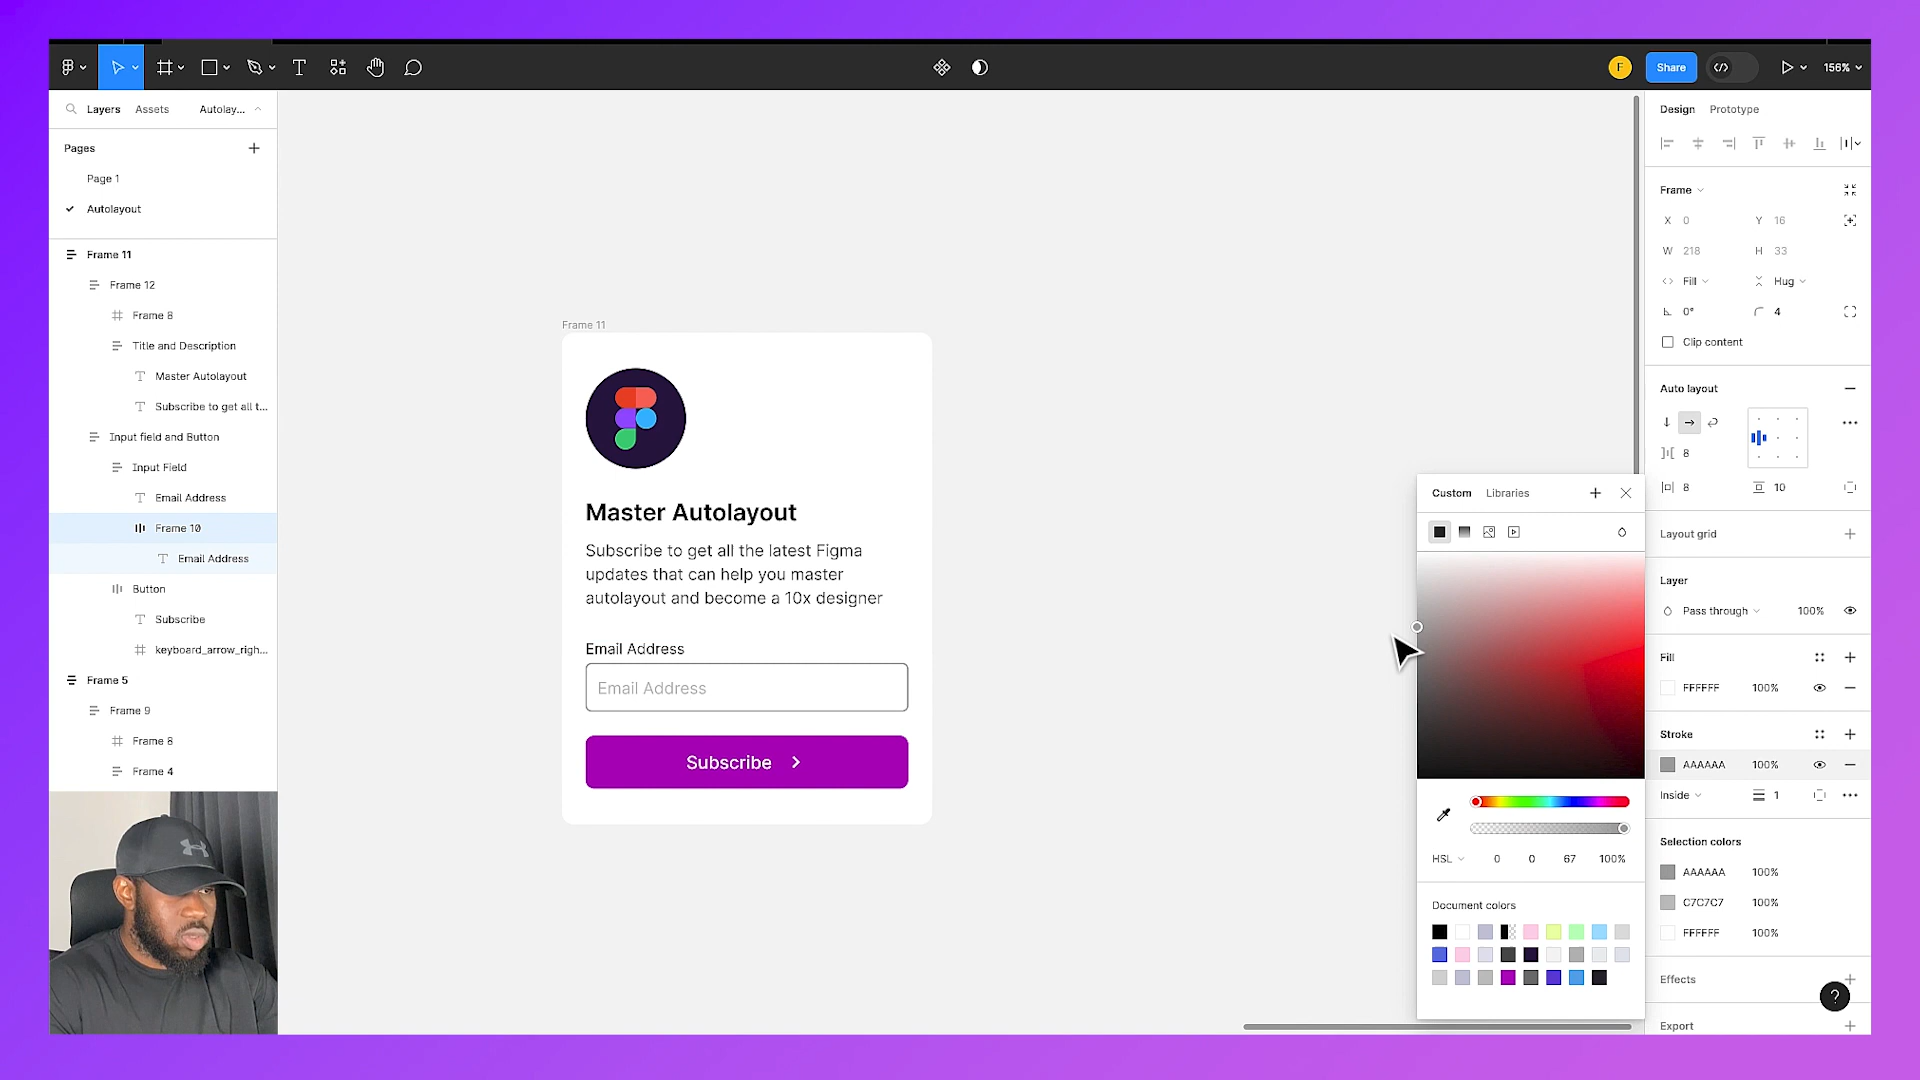 F
Share
156%
Layers
Assets
Autolay...
Pages
Page 1
Autolayout
Frame 11
Frame 12
Frame 8
Title and Description
Master Autolayout
Subscribe to get all t...
Input field and Button
Input Field
Email Address
Frame 10
Email Address
Button
Subscribe
keyboard_arrow_righ...
Frame 5
Frame 9
Frame 8
Frame 4
Frame 11
Master Autolayout
Subscribe to get all the latest Figma
updates that can help you master
autolayout and become a 10x designer
Email Address
Email Address
Subscribe
Custom
Libraries
HSL 0 0 67 100%
Document colors
Design
Prototype
Frame
X 0 Y 16
W 218 H 33
Fill Hug
0° 4
Clip content
Auto layout
8
8 10
Layout grid
Layer
Pass through 100%
Fill
FFFFFF 100%
Stroke
AAAAAA 100%
Inside 1
Selection colors
AAAAAA 100%
C7C7C7 100%
FFFFFF 100%
Effects
?
Export